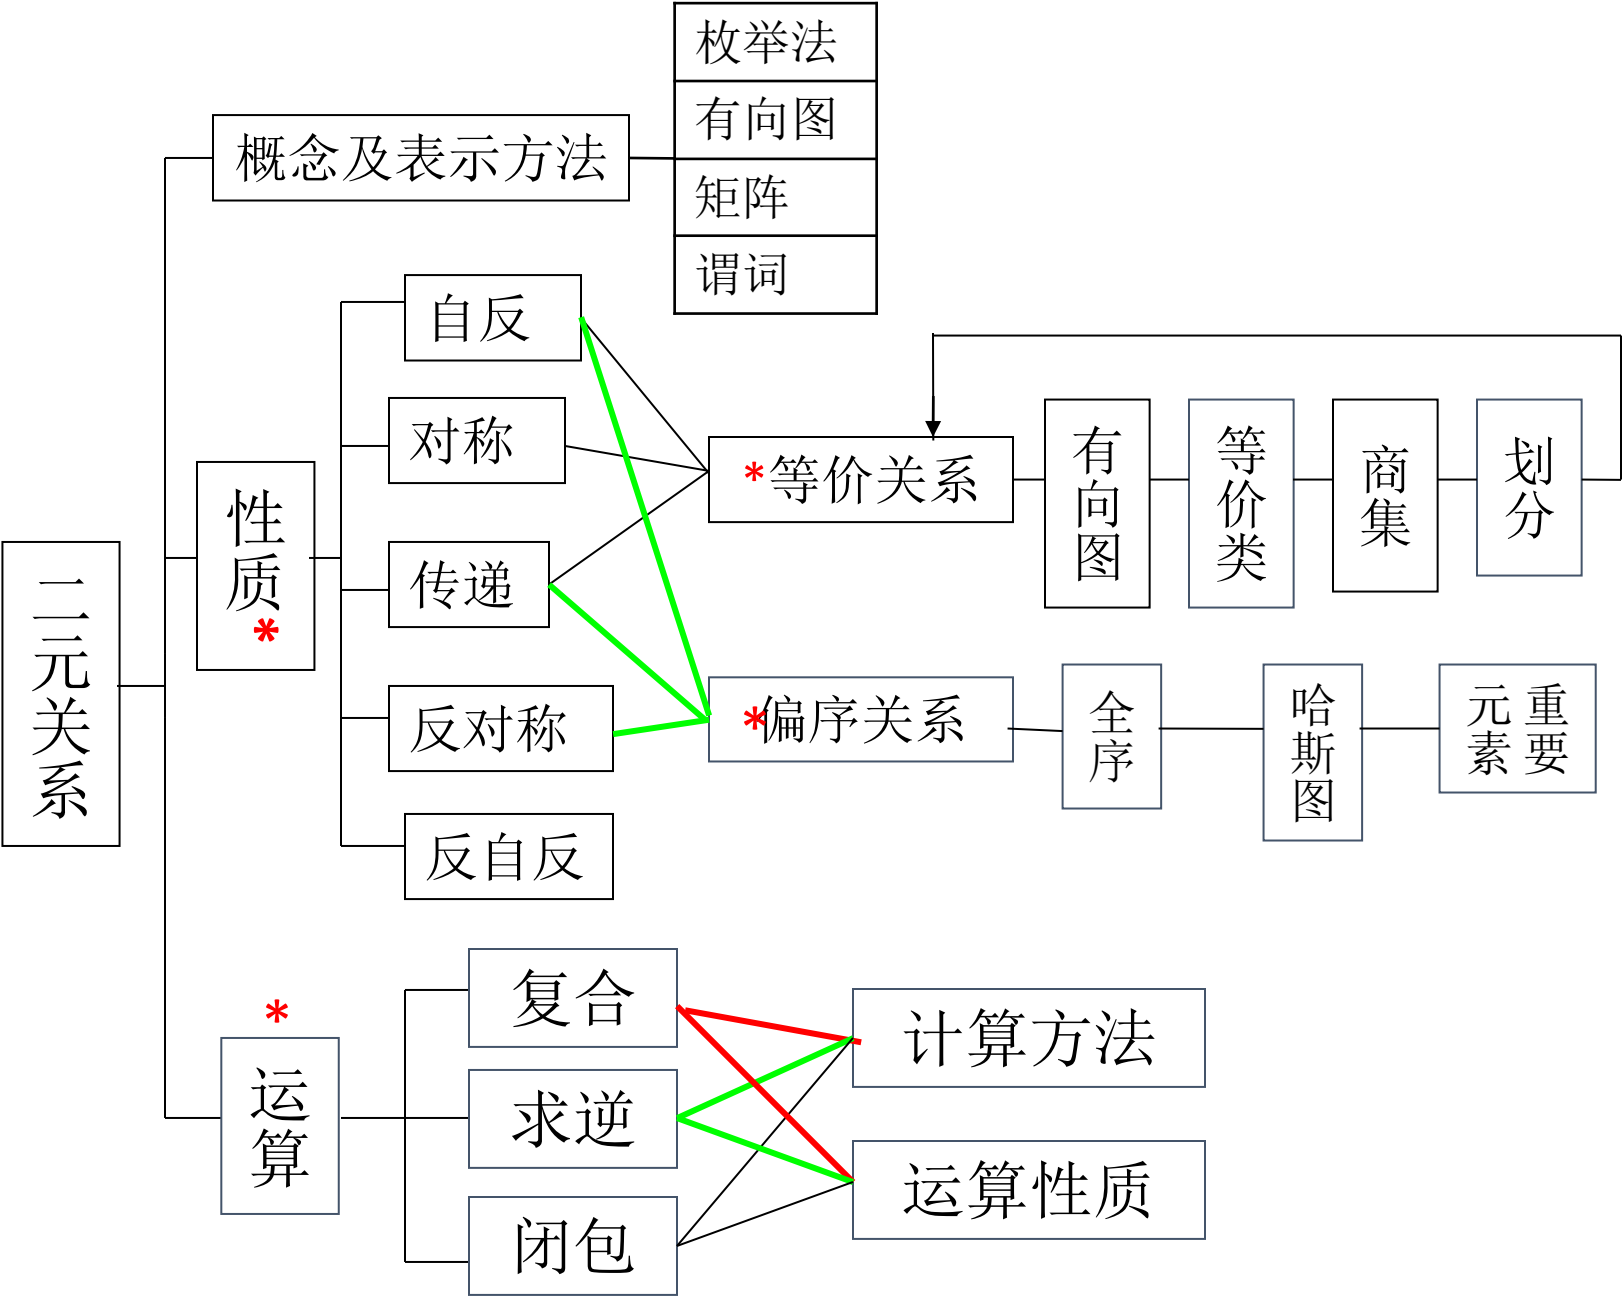 枚举法
有向图
矩阵
谓词
概念及表示方法
自反
对称
传递
反对称
反自反
性质*
二元关系
*等价关系
有向图
等价类
商集
划分
*偏序关系
全序
哈斯图
重要
元素
*
运算
复合
求逆
闭包
计算方法
运算性质